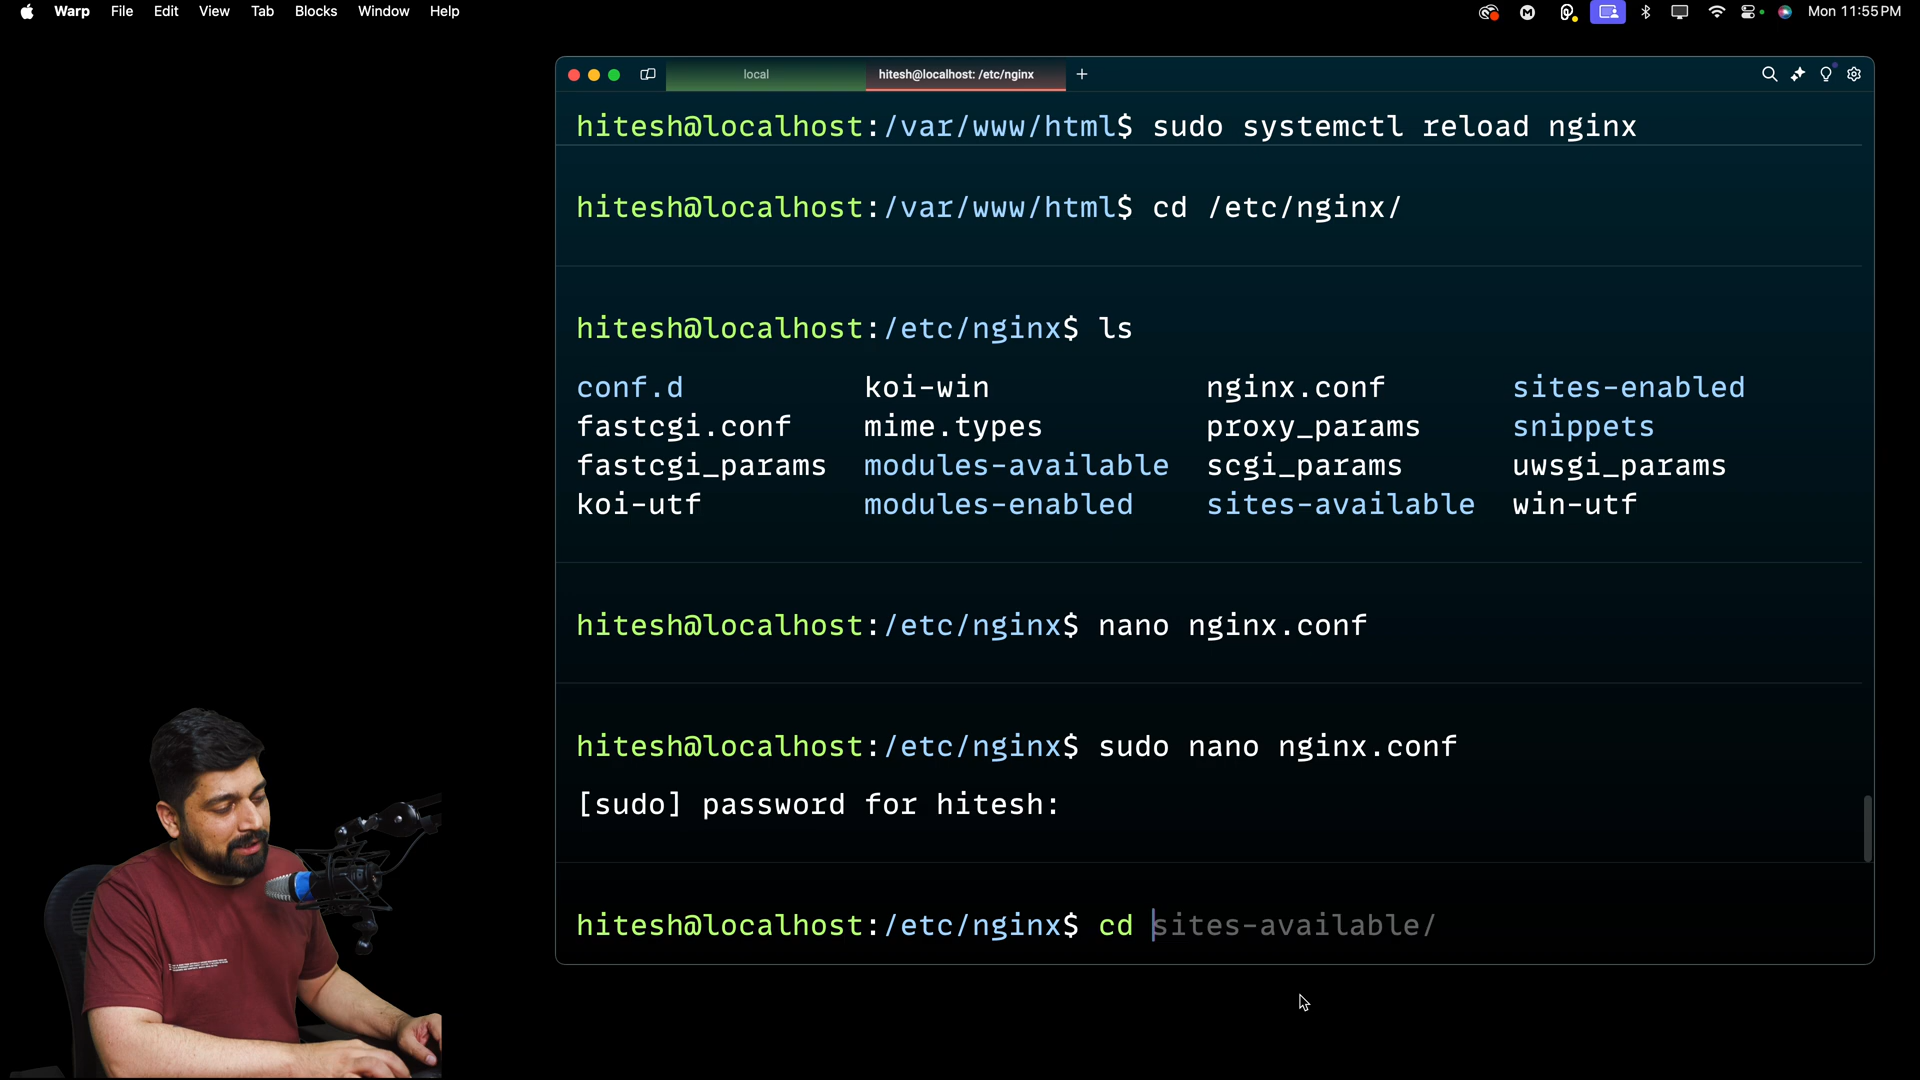 Warp File Edit View Tab Blocks Window Help Mon 11:55 PM
local hitesh@localhost: /etc/nginx
hitesh@localhost:/var/www/html$ sudo systemctl reload nginx
hitesh@localhost:/var/www/html$ cd /etc/nginx/
hitesh@localhost:/etc/nginx$ ls
conf.d koi-win nginx.conf sites-enabled
fastcgi.conf mime.types proxy_params snippets
fastcgi_params modules-available scgi_params uwsgi_params
koi-utf modules-enabled sites-available win-utf
hitesh@localhost:/etc/nginx$ nano nginx.conf
hitesh@localhost:/etc/nginx$ sudo nano nginx.conf
[sudo] password for hitesh:
hitesh@localhost:/etc/nginx$ cd sites-available/